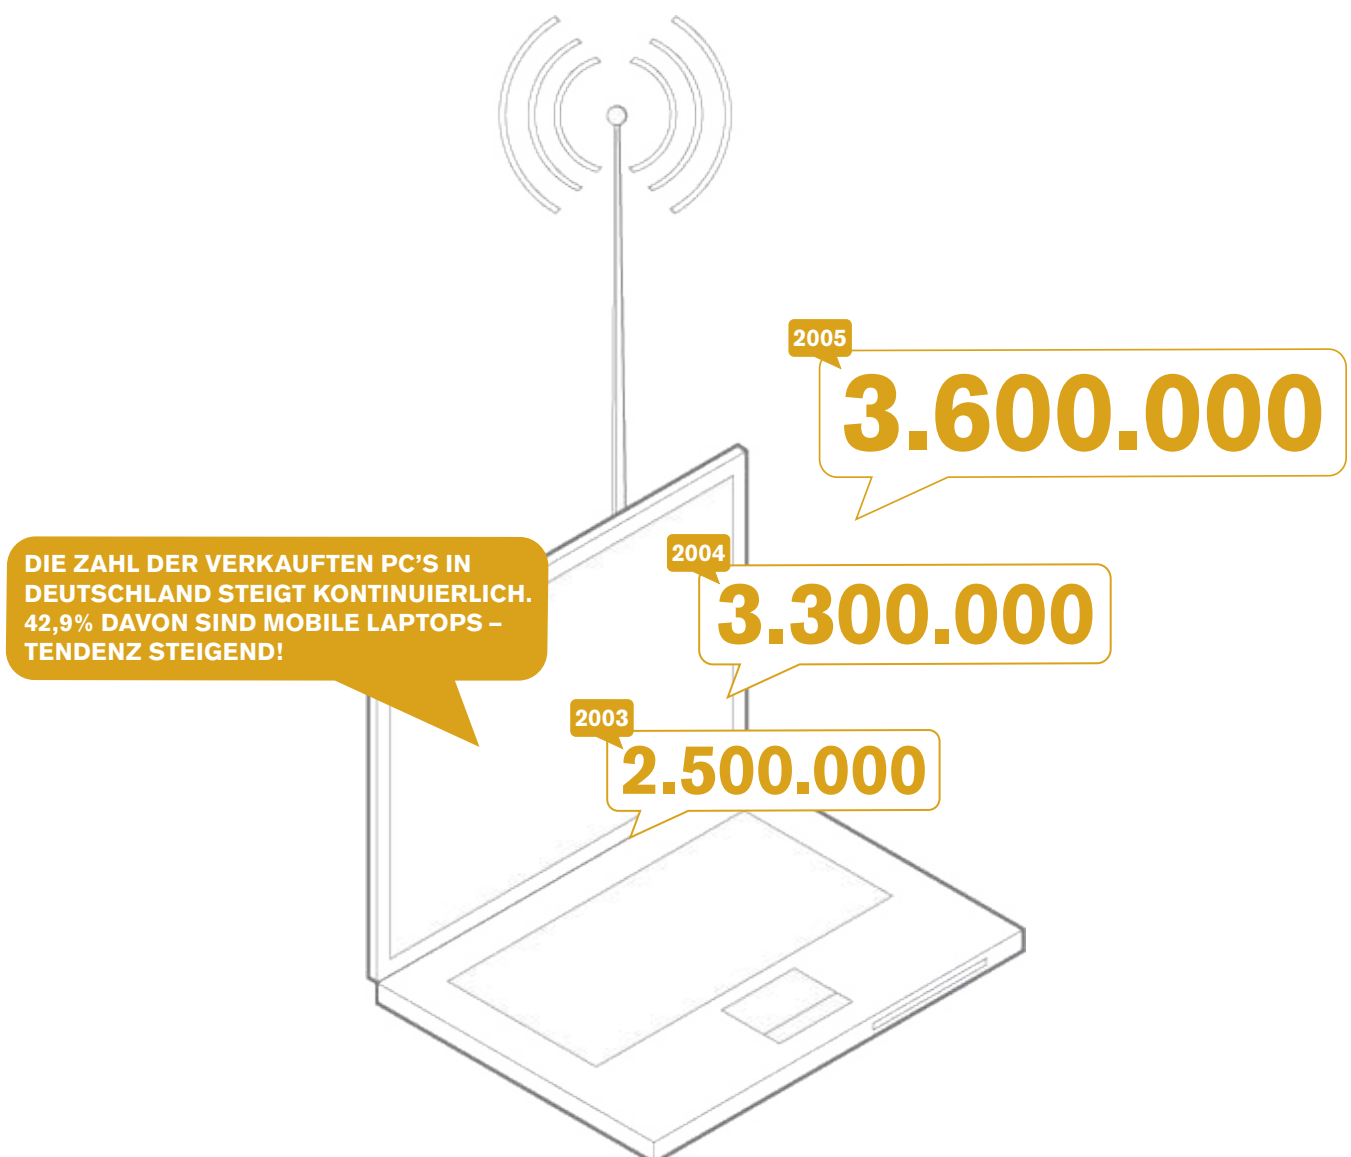 2005
3.600.000
DIE ZAHL DER VERKAUFTEN PC’S IN
DEUTSCHLAND STEIGT KONTINUIERLICH.
42,9% DAVON SIND MOBILE LAPTOPS –
TENDENZ STEIGEND!
2004
3.300.000
2003
2.500.000